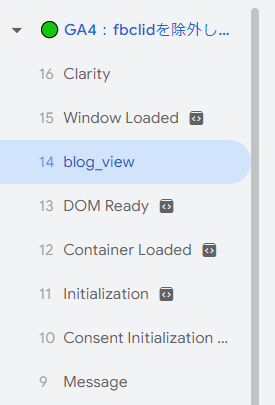 GA4：fbclidを除外し...
16 Clarity
15 Window Loaded
14 blog_view
13 DOM Ready
12 Container Loaded
11 Initialization
10 Consent Initialization ...
9 Message